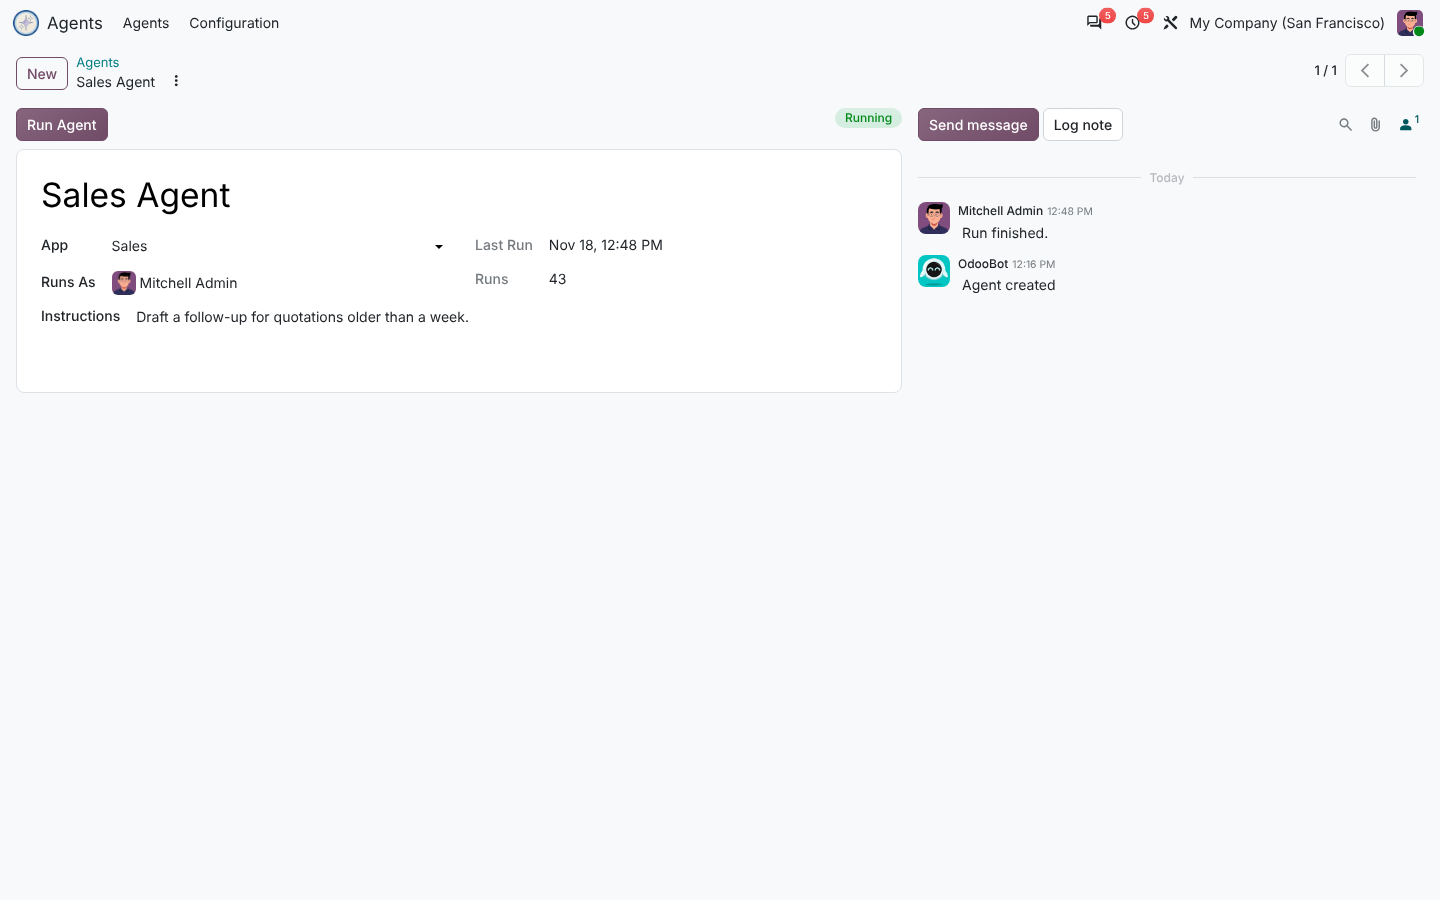 Agents Agents Configuration 5 5 My Company (San Francisco)
New Agents 1 / 1
Sales Agent
Run Agent Running Send message Log note 1
Sales Agent
App Sales Last Run Nov 18, 12:48 PM
Runs As Mitchell Admin Runs 43
Instructions Draft a follow-up for quotations older than a week.
Today
Mitchell Admin 12:48 PM
Run finished.
OdooBot 12:16 PM
Agent created